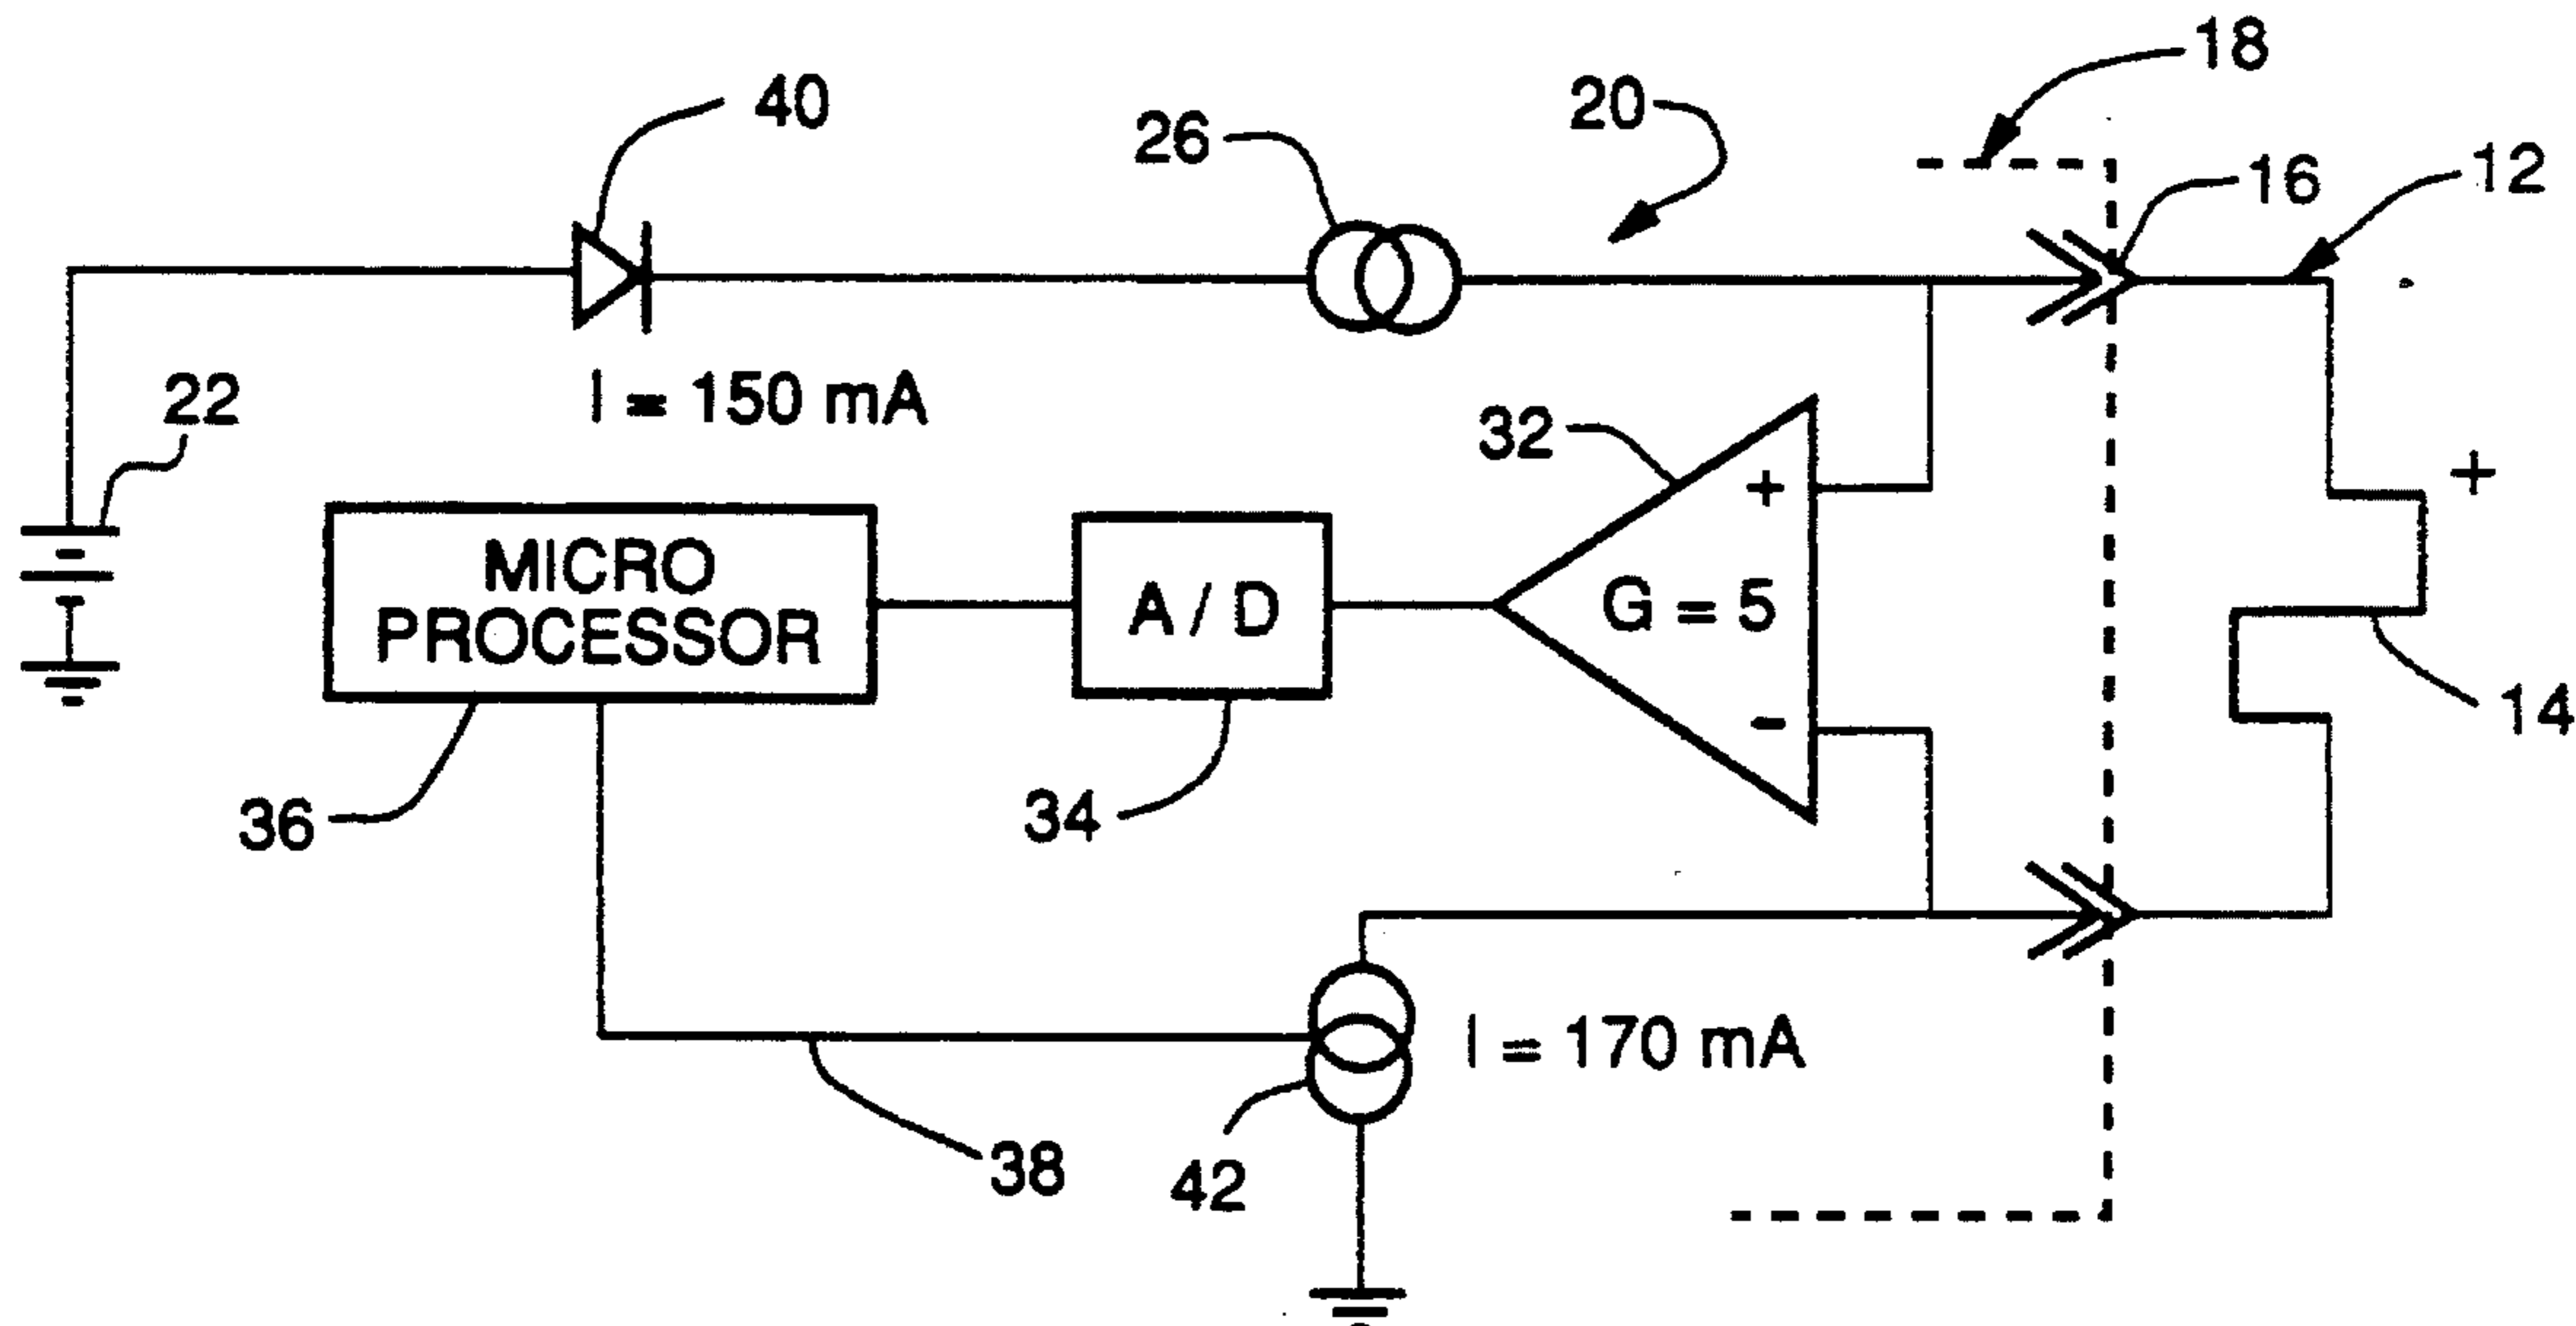 18
40
20
26
16
12
I = 150 mA
22
32
+
+
MICRO
PROCESSOR
A / D
G = 5
-
14
36
34
I = 170 mA
38
42